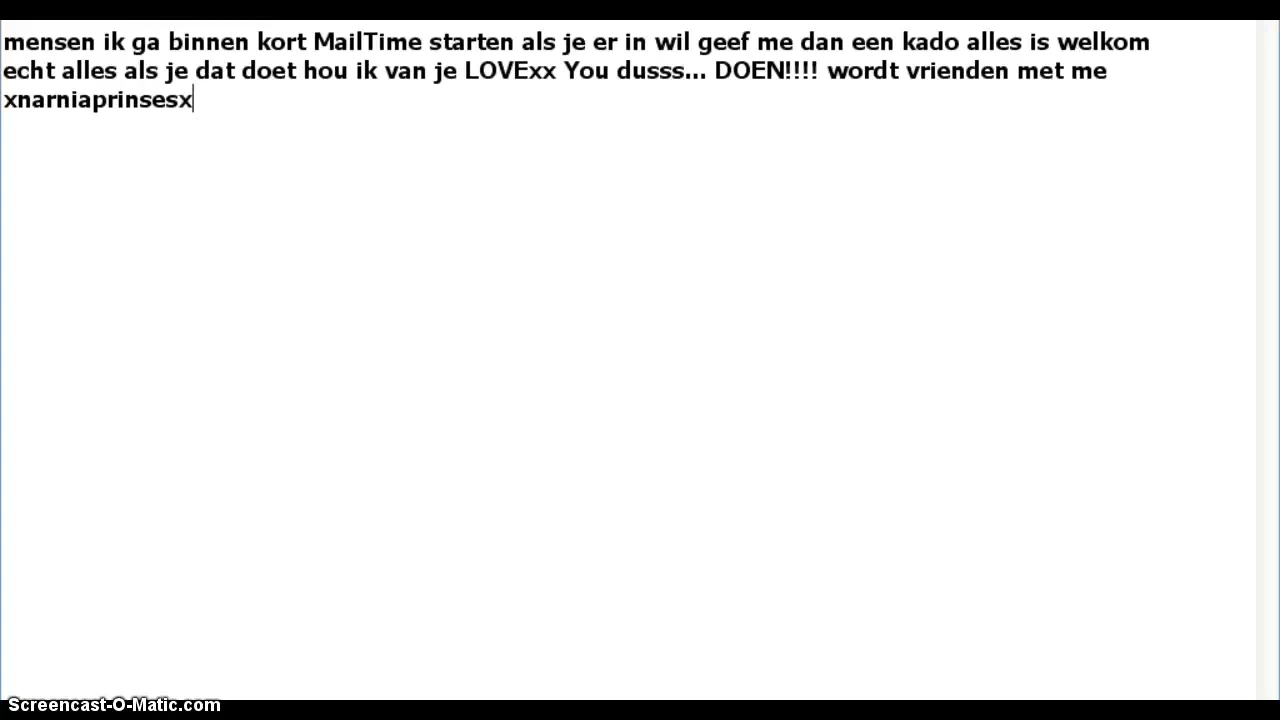 mensen ik ga binnen kort MailTime starten als je er in wil geef me dan een kado alles is welkom
echt alles als je dat doet hou ik van je LOVExx You dusss... DOEN!!!! wordt vrienden met me
xnarniaprinsesx
Screencast-O-Matic.com